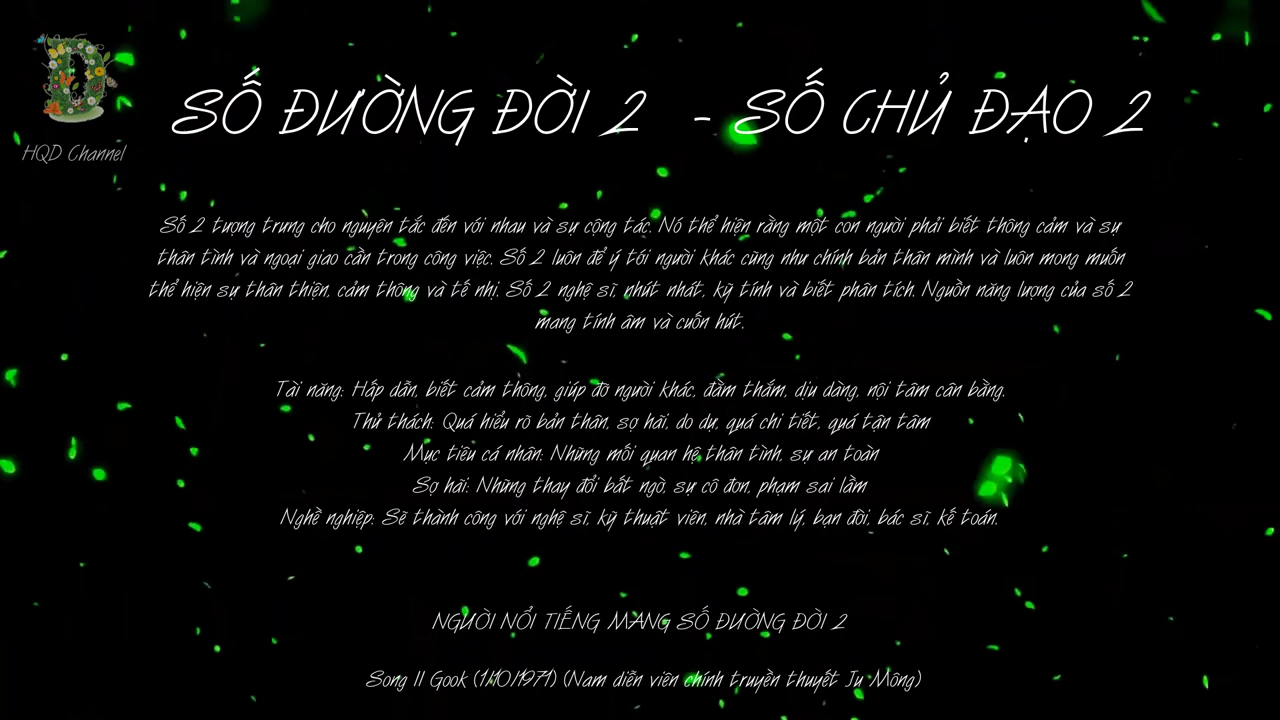 HQD Channel
SỐ ĐƯỜNG ĐỜI 2 - SỐ CHỦ ĐẠO 2
Số 2 tượng trưng cho nguyên tắc đến với nhau và sự cộng tác. Nó thể hiện rằng một con người phải biết thông cảm và sự
thân tình và ngoại giao cần trong công việc. Số 2 luôn để ý tới người khác cũng như chính bản thân mình và luôn mong muốn
thể hiện sự thân thiện, cảm thông và tế nhị. Số 2 nghệ sĩ, nhút nhát, kỹ tính và biết phân tích. Nguồn năng lượng của số 2
mang tính âm và cuốn hút.
Tài năng: Hấp dẫn, biết cảm thông, giúp đỡ người khác, đằm thắm, dịu dàng, nội tâm cân bằng.
Thử thách: Quá hiểu rõ bản thân, sợ hãi, do dự, quá chi tiết, quá tận tâm
Mục tiêu cá nhân: Những mối quan hệ thân tình, sự an toàn
Sợ hãi: Những thay đổi bất ngờ, sự cô đơn, phạm sai lầm
Nghề nghiệp: Sẽ thành công với nghệ sĩ, kỹ thuật viên, nhà tâm lý, bạn đời, bác sĩ, kế toán.
NGƯỜI NỔI TIẾNG MANG SỐ ĐƯỜNG ĐỜI 2
Song Il Gook (1/10/1971) (Nam diễn viên chính truyền thuyết Ju Mông)